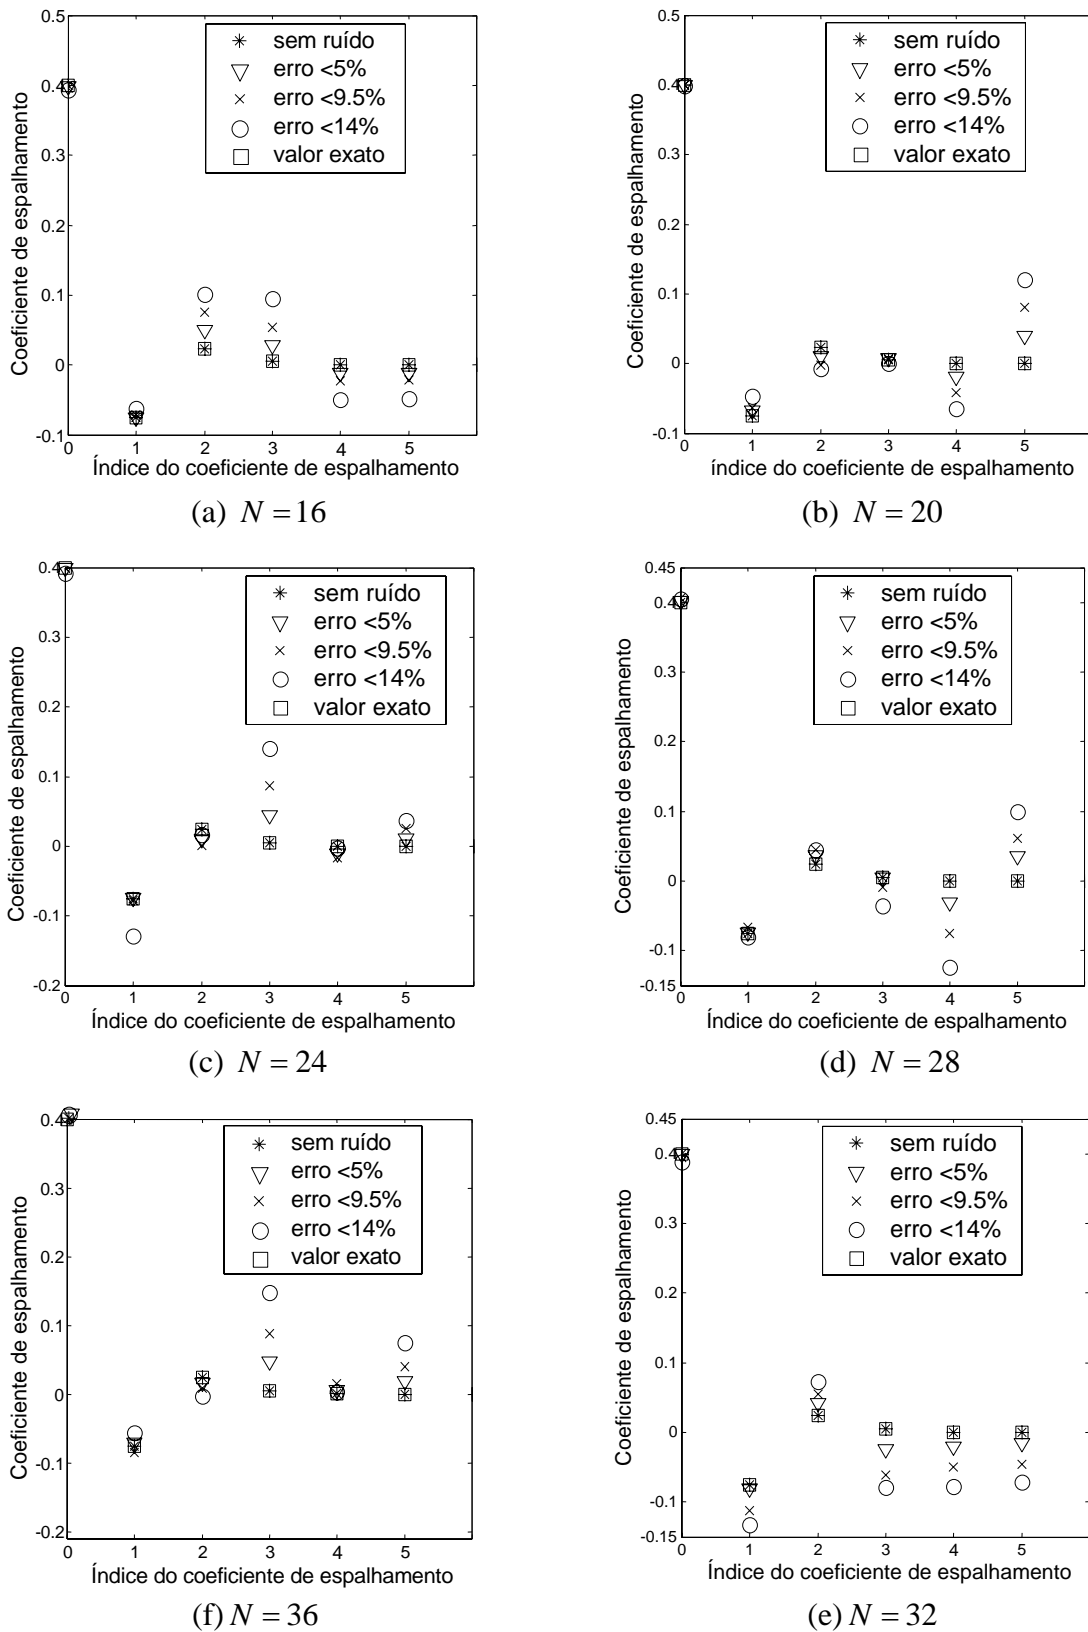 0.5
0.4
0.3
0.2
0.1
0
-0.1
Coeficiente de espalhamento
sem ruído
erro <5%
erro <9.5%
erro <14%
valor exato
0 1 2 3 4 5
Índice do coeficiente de espalhamento
(a) N = 16
0.5
0.4
0.3
0.2
0.1
0
-0.1
Coeficiente de espalhamento
sem ruído
erro <5%
erro <9.5%
erro <14%
valor exato
0 1 2 3 4 5
índice do coeficiente de espalhamento
(b) N = 20
0.4
0.3
0.2
0.1
0
-0.1
-0.2
Coeficiente de espalhamento
sem ruído
erro <5%
erro <9.5%
erro <14%
valor exato
0 1 2 3 4 5
Índice do coeficiente de espalhamento
(c) N = 24
0.45
0.4
0.3
0.2
0.1
0
-0.1
-0.15
Coeficiente de espalhamento
sem ruído
erro <5%
erro <9.5%
erro <14%
valor exato
0 1 2 3 4 5
Índice do coeficiente de espalhamento
(d) N = 28
0.4
0.3
0.2
0.1
0
-0.1
-0.2
Coeficiente de espalhamento
sem ruído
erro <5%
erro <9.5%
erro <14%
valor exato
0 1 2 3 4 5
Índice do coeficiente de espalhamento
(f) N = 36
0.45
0.4
0.3
0.2
0.1
0
-0.1
-0.15
Coeficiente de espalhamento
sem ruído
erro <5%
erro <9.5%
erro <14%
valor exato
0 1 2 3 4 5
Índice do coeficiente de espalhamento
(e) N = 32